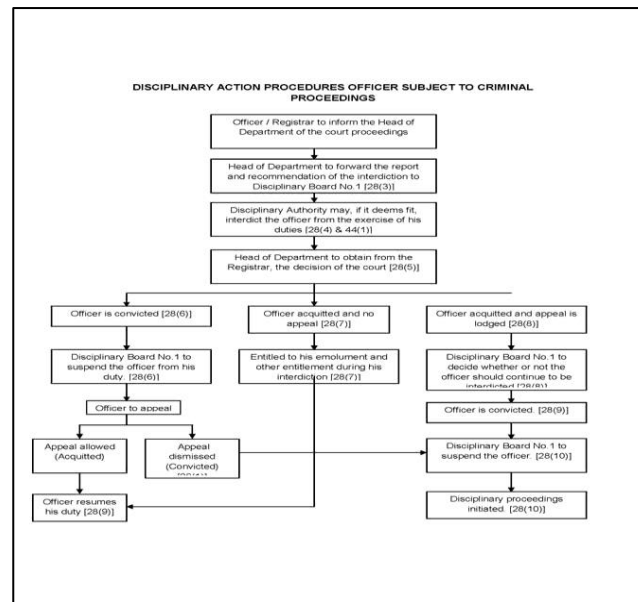 DISCIPLINARY ACTION PROCEDURES OFFICER SUBJECT TO CRIMINAL
PROCEEDINGS
Officer / Registrar to inform the Head of
Department of the court proceedings
Head of Department to forward the report
and recommendation of the interdiction to
Disciplinary Board No.1 [28(3)]
Disciplinary Authority may, if it deems fit,
interdict the officer from the exercise of his
duties [28(4) & 44(1)]
Head of Department to obtain from the
Registrar, the decision of the court [28(5)]
Officer is convicted [28(6)]
Disciplinary Board No.1 to
suspend the officer from his
duty. [28(6)]
Officer to appeal
Appeal allowed
(Acquitted)
Appeal
dismissed
(Convicted)
Officer resumes
his duty [28(9)]
Officer acquitted and no
appeal [28(7)]
Entitled to his emolument and
other entitlement during his
interdiction [28(7)]
Officer acquitted and appeal is
lodged [28(8)]
Disciplinary Board No.1 to
decide whether or not the
officer should continue to be
interdicted [28(8)]
Officer is convicted. [28(9)]
Disciplinary Board No.1 to
suspend the officer. [28(10)]
Disciplinary proceedings
initiated. [28(10)]